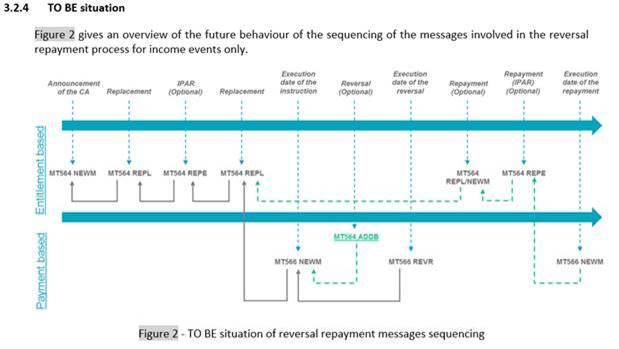 3.2.4 TO BE situation
Figure 2 gives an overview of the future behaviour of the sequencing of the messages involved in the reversal
repayment process for income events only.
Announcement
of the CA
Replacement
IPAR
(Optional)
Replacement
Execution
date of the
instruction
Reversal
(Optional)
Execution
date of the
reversal
Repayment
(Optional)
Repayment
(IPAR)
(Optional)
Execution
date of the
repayment
Entitlement based
MT564 NEWM
MT564 REPL
MT564 REPE
MT564 REPL
MT564
REPL/NEWM
MT564 REPE
Payment based
MT564 ADDB
MT566 NEWM
MT566 REVR
MT566 NEWM
Figure 2 - TO BE situation of reversal repayment messages sequencing